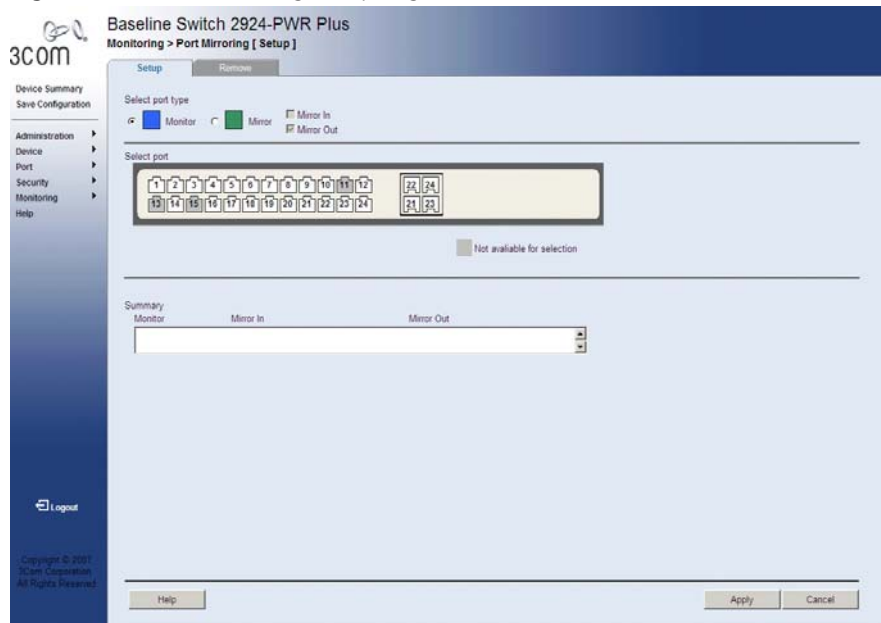 Baseline Switch 2924-PWR Plus
Monitoring > Port Mirroring [ Setup ]
3COM
Setup Remove
Device Summary
Save Configuration
Administration
Device
Port
Security
Monitoring
Help
Select port type
Monitor Mirror Mirror In
Mirror Out
Select port
1 2 3 4 5 6 7 8 9 10 11 12 22 24
13 14 15 16 17 18 19 20 21 22 23 24 21 23
Not avaliable for selection
Summary
Monitor Mirror In Mirror Out
Logout
Copyright © 2007
3Com Corporation
All Rights Reserved
Help Apply Cancel